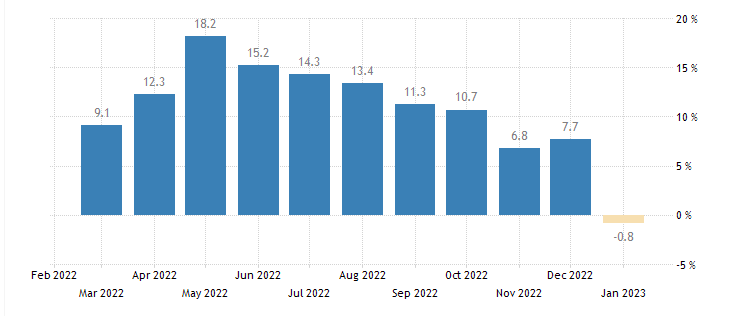 18.2
15.2
14.3
13.4
12.3
11.3
10.7
9.1
7.7
6.8
-0.8
20 %
15 %
10 %
5 %
0 %
-5 %
Feb 2022
Mar 2022
Apr 2022
May 2022
Jun 2022
Jul 2022
Aug 2022
Sep 2022
Oct 2022
Nov 2022
Dec 2022
Jan 2023